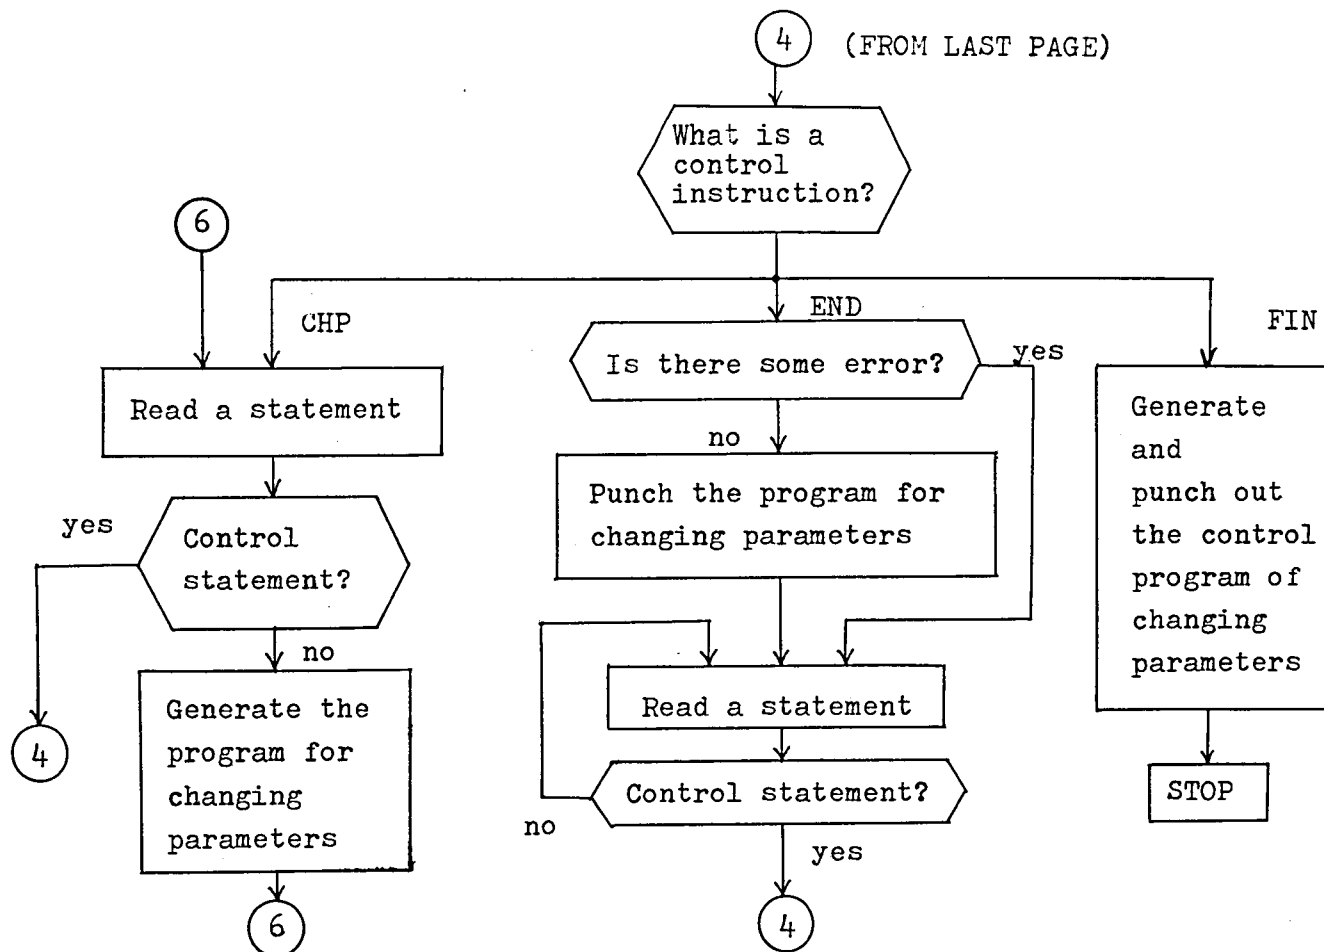 4 (FROM LAST PAGE)
What is a
control
instruction?
6
CHP
END
FIN
Read a statement
yes
Control
statement?
no
4
Generate the
program for
changing
parameters
6
Is there some error?
yes
no
Punch the program for
changing parameters
Read a statement
Control statement?
no
yes
4
Generate
and
punch out
the control
program of
changing
parameters
STOP